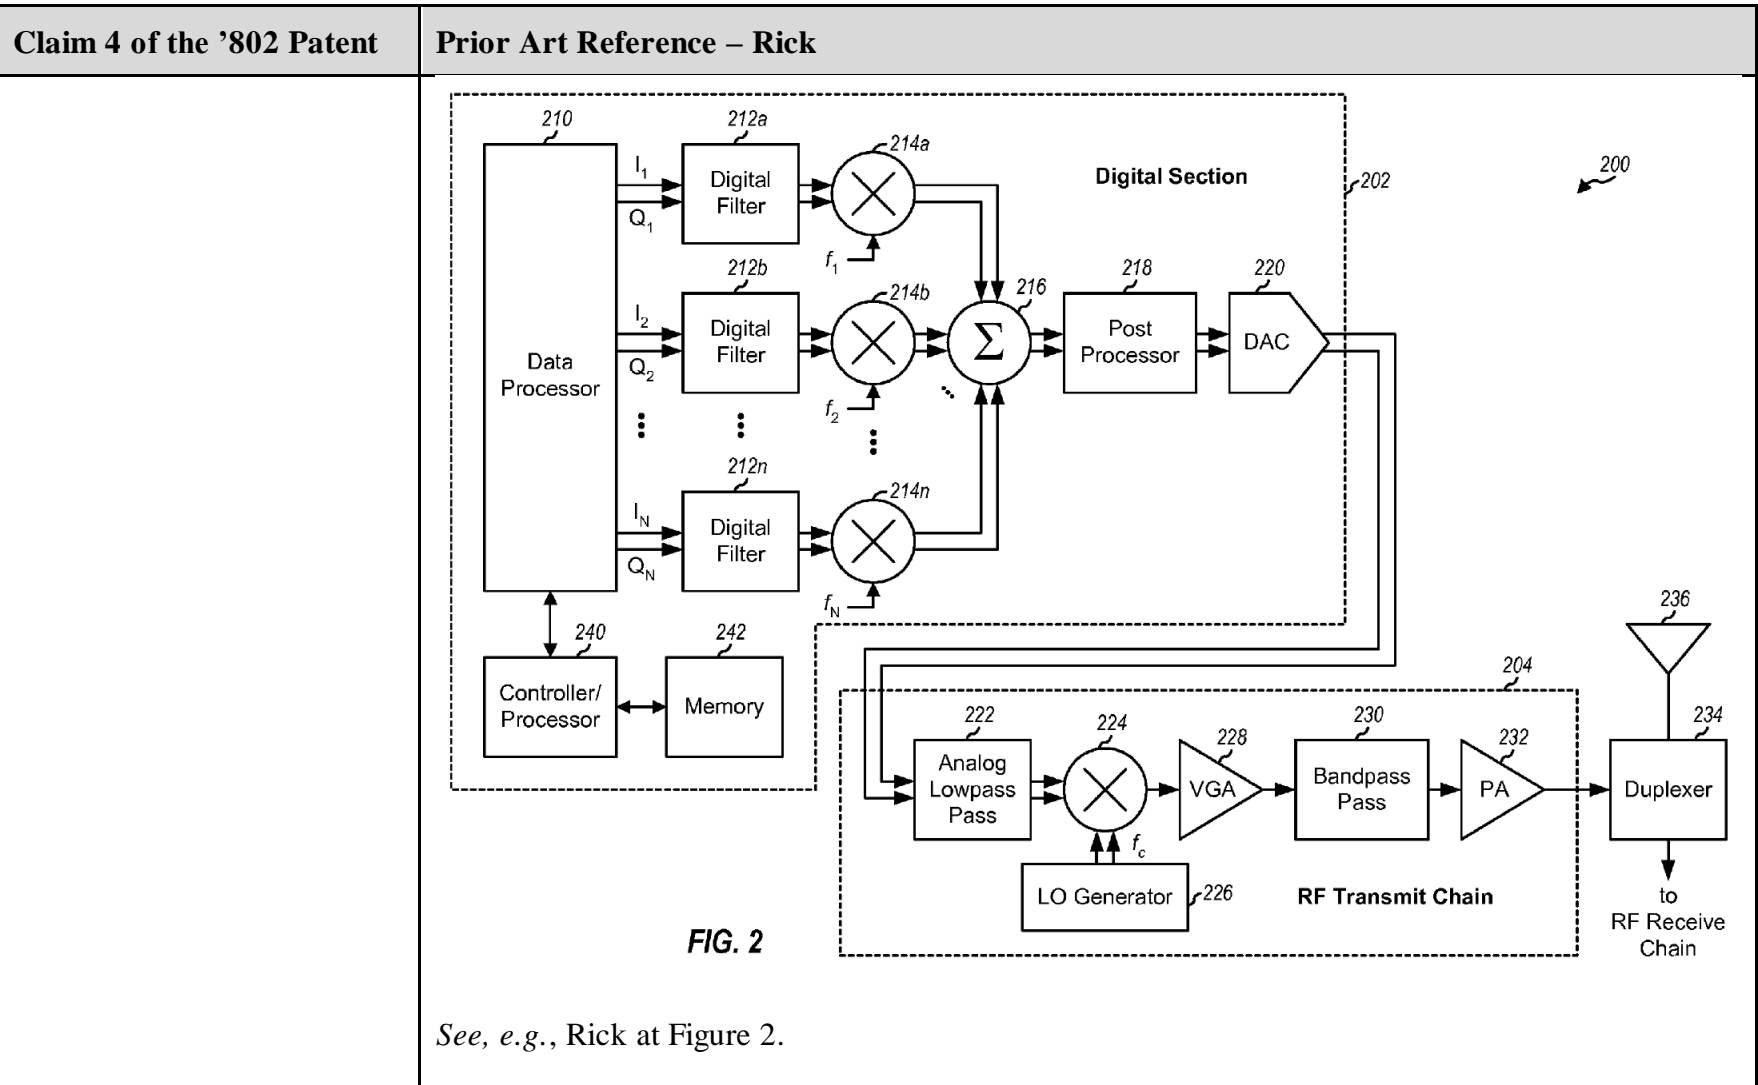 Claim 4 of the ’802 Patent
Prior Art Reference – Rick
210
212a
214a
I1
Q1
Digital
Filter
f1
Digital Section
202
200
212b
214b
I2
Q2
Digital
Filter
f2
216
Σ
218
Post
Processor
220
DAC
Data
Processor
212n
214n
IN
QN
Digital
Filter
fN
240
Controller/
Processor
242
Memory
236
204
222
Analog
Lowpass
Pass
224
fc
228
VGA
230
Bandpass
Pass
232
PA
234
Duplexer
LO Generator
226
RF Transmit Chain
to
RF Receive
Chain
FIG. 2
See, e.g., Rick at Figure 2.